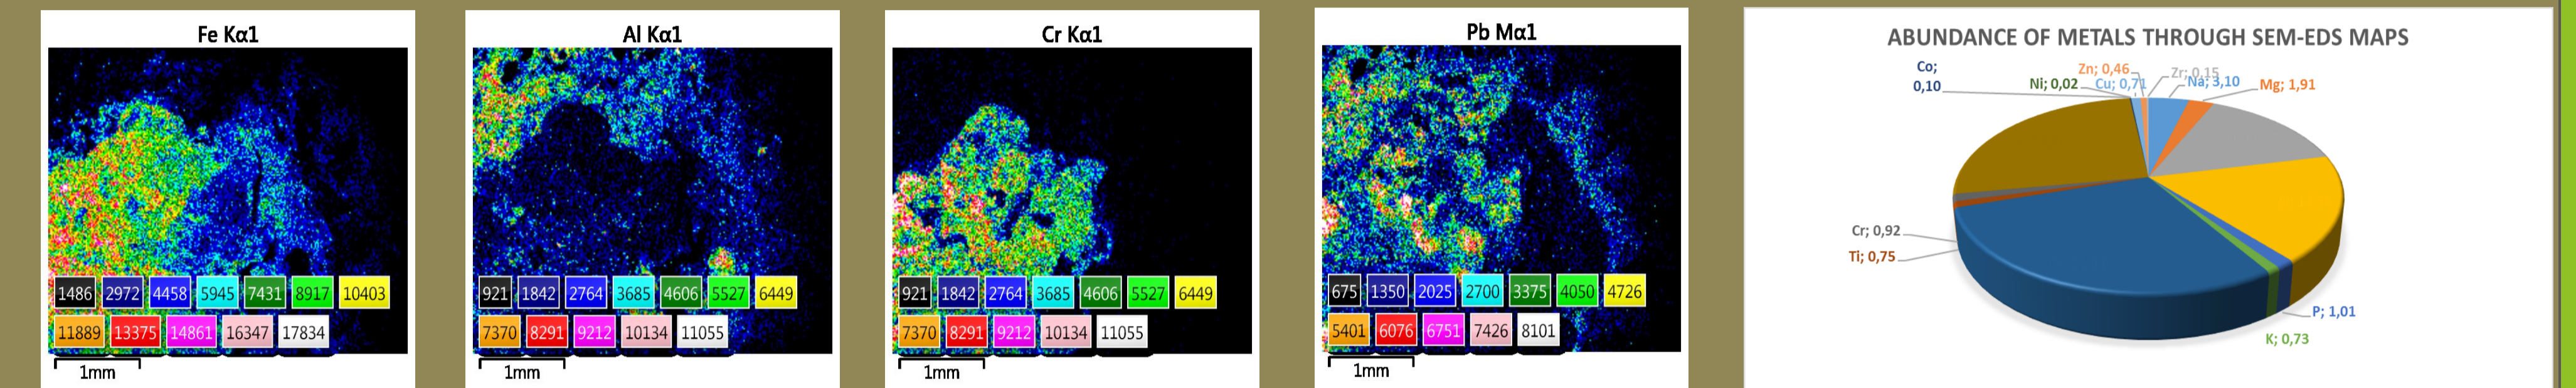 Fe Kα1
1486 2972 4458 5945 7431 8917 10403
11889 13375 14861 16347 17834
1mm
Al Kα1
921 1842 2764 3685 4606 5527 6449
7370 8291 9212 10134 11055
1mm
Cr Kα1
921 1842 2764 3685 4606 5527 6449
7370 8291 9212 10134 11055
1mm
Pb Mα1
675 1350 2025 2700 3375 4050 4726
5401 6076 6751 7426 8101
1mm
ABUNDANCE OF METALS THROUGH SEM-EDS MAPS
Co;
0,10
Ni; 0,02
Zn; 0,46
Cu; 0,71
Zr; 0,15
Na; 3,10
Mg; 1,91
Cr; 0,92
Ti; 0,75
P; 1,01
K; 0,73